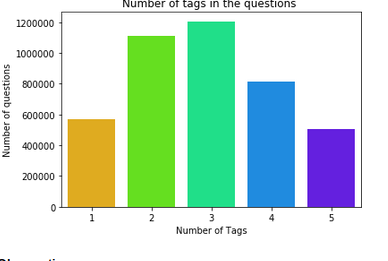 Number of tags in the questions
1200000
1000000
800000
600000
400000
200000
0
Number of questions
1 2 3 4 5
Number of Tags